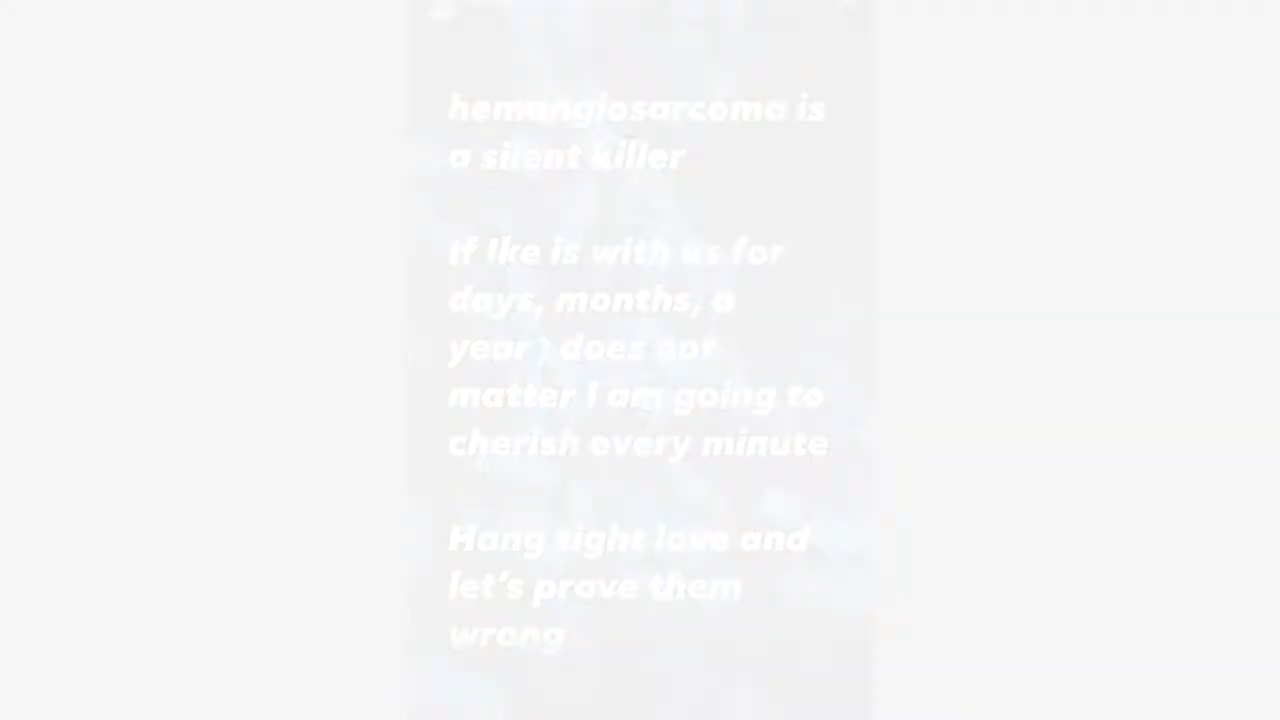 hemangiosarcoma is
a silent killer
If Ike is with us for
days, months, a
year ; does not
matter I am going to
cherish every minute
Hang tight love and
let's prove them
wrong